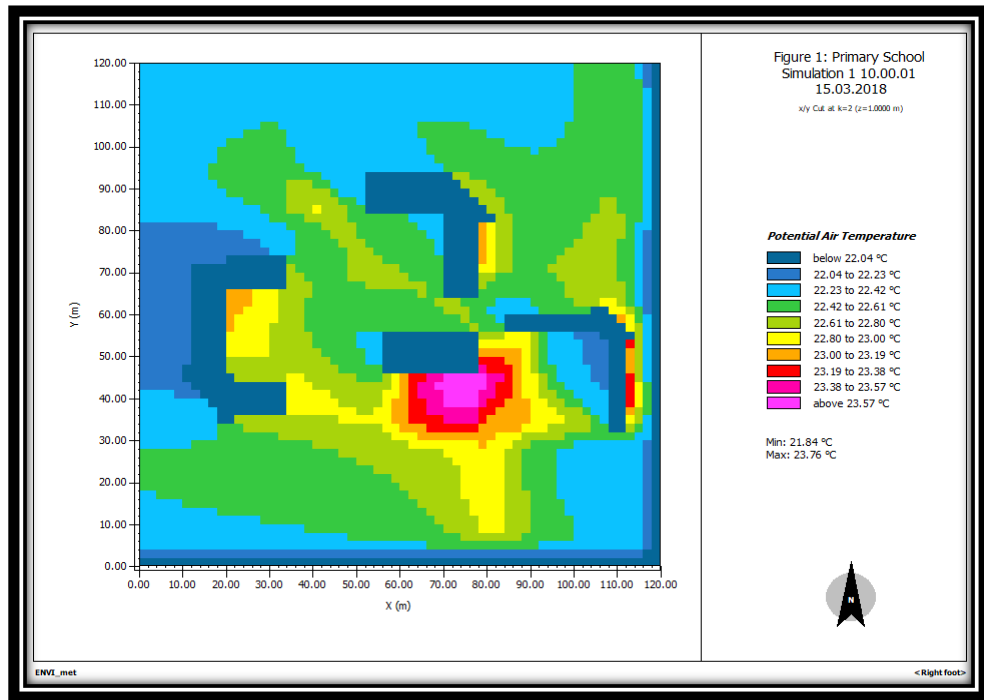 Figure 1: Primary School
Simulation 1 10.00.01
15.03.2018
x/y Cut at k=2 (z=1.0000 m)
120.00
110.00
100.00
90.00
80.00
70.00
60.00
50.00
40.00
30.00
20.00
10.00
0.00
Y (m)
0.00 10.00 20.00 30.00 40.00 50.00 60.00 70.00 80.00 90.00 100.00 110.00 120.00
X (m)
Potential Air Temperature
below 22.04 °C
22.04 to 22.23 °C
22.23 to 22.42 °C
22.42 to 22.61 °C
22.61 to 22.80 °C
22.80 to 23.00 °C
23.00 to 23.19 °C
23.19 to 23.38 °C
23.38 to 23.57 °C
above 23.57 °C
Min: 21.84 °C
Max: 23.76 °C
N
ENVI_met
<Right foot>